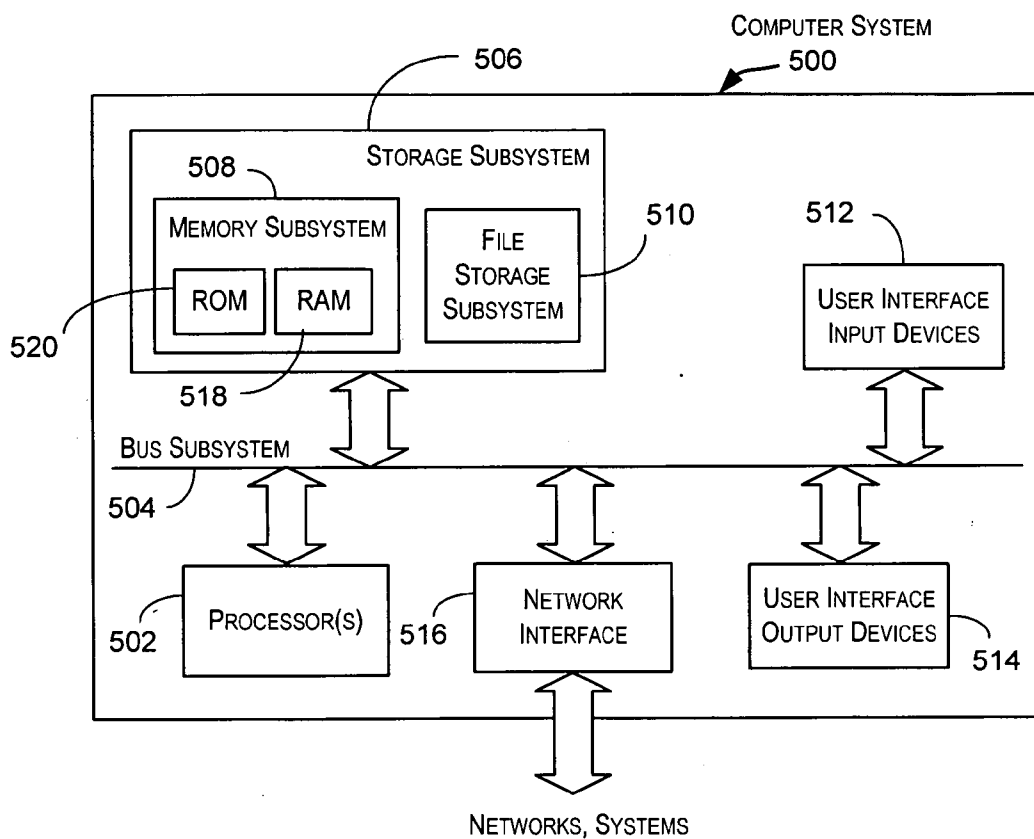 COMPUTER SYSTEM
500
506
STORAGE SUBSYSTEM
508
MEMORY SUBSYSTEM
ROM
RAM
520
518
FILE
STORAGE
SUBSYSTEM
510
512
USER INTERFACE
INPUT DEVICES
BUS SUBSYSTEM
504
PROCESSOR(S)
502
NETWORK
INTERFACE
516
USER INTERFACE
OUTPUT DEVICES
514
NETWORKS, SYSTEMS